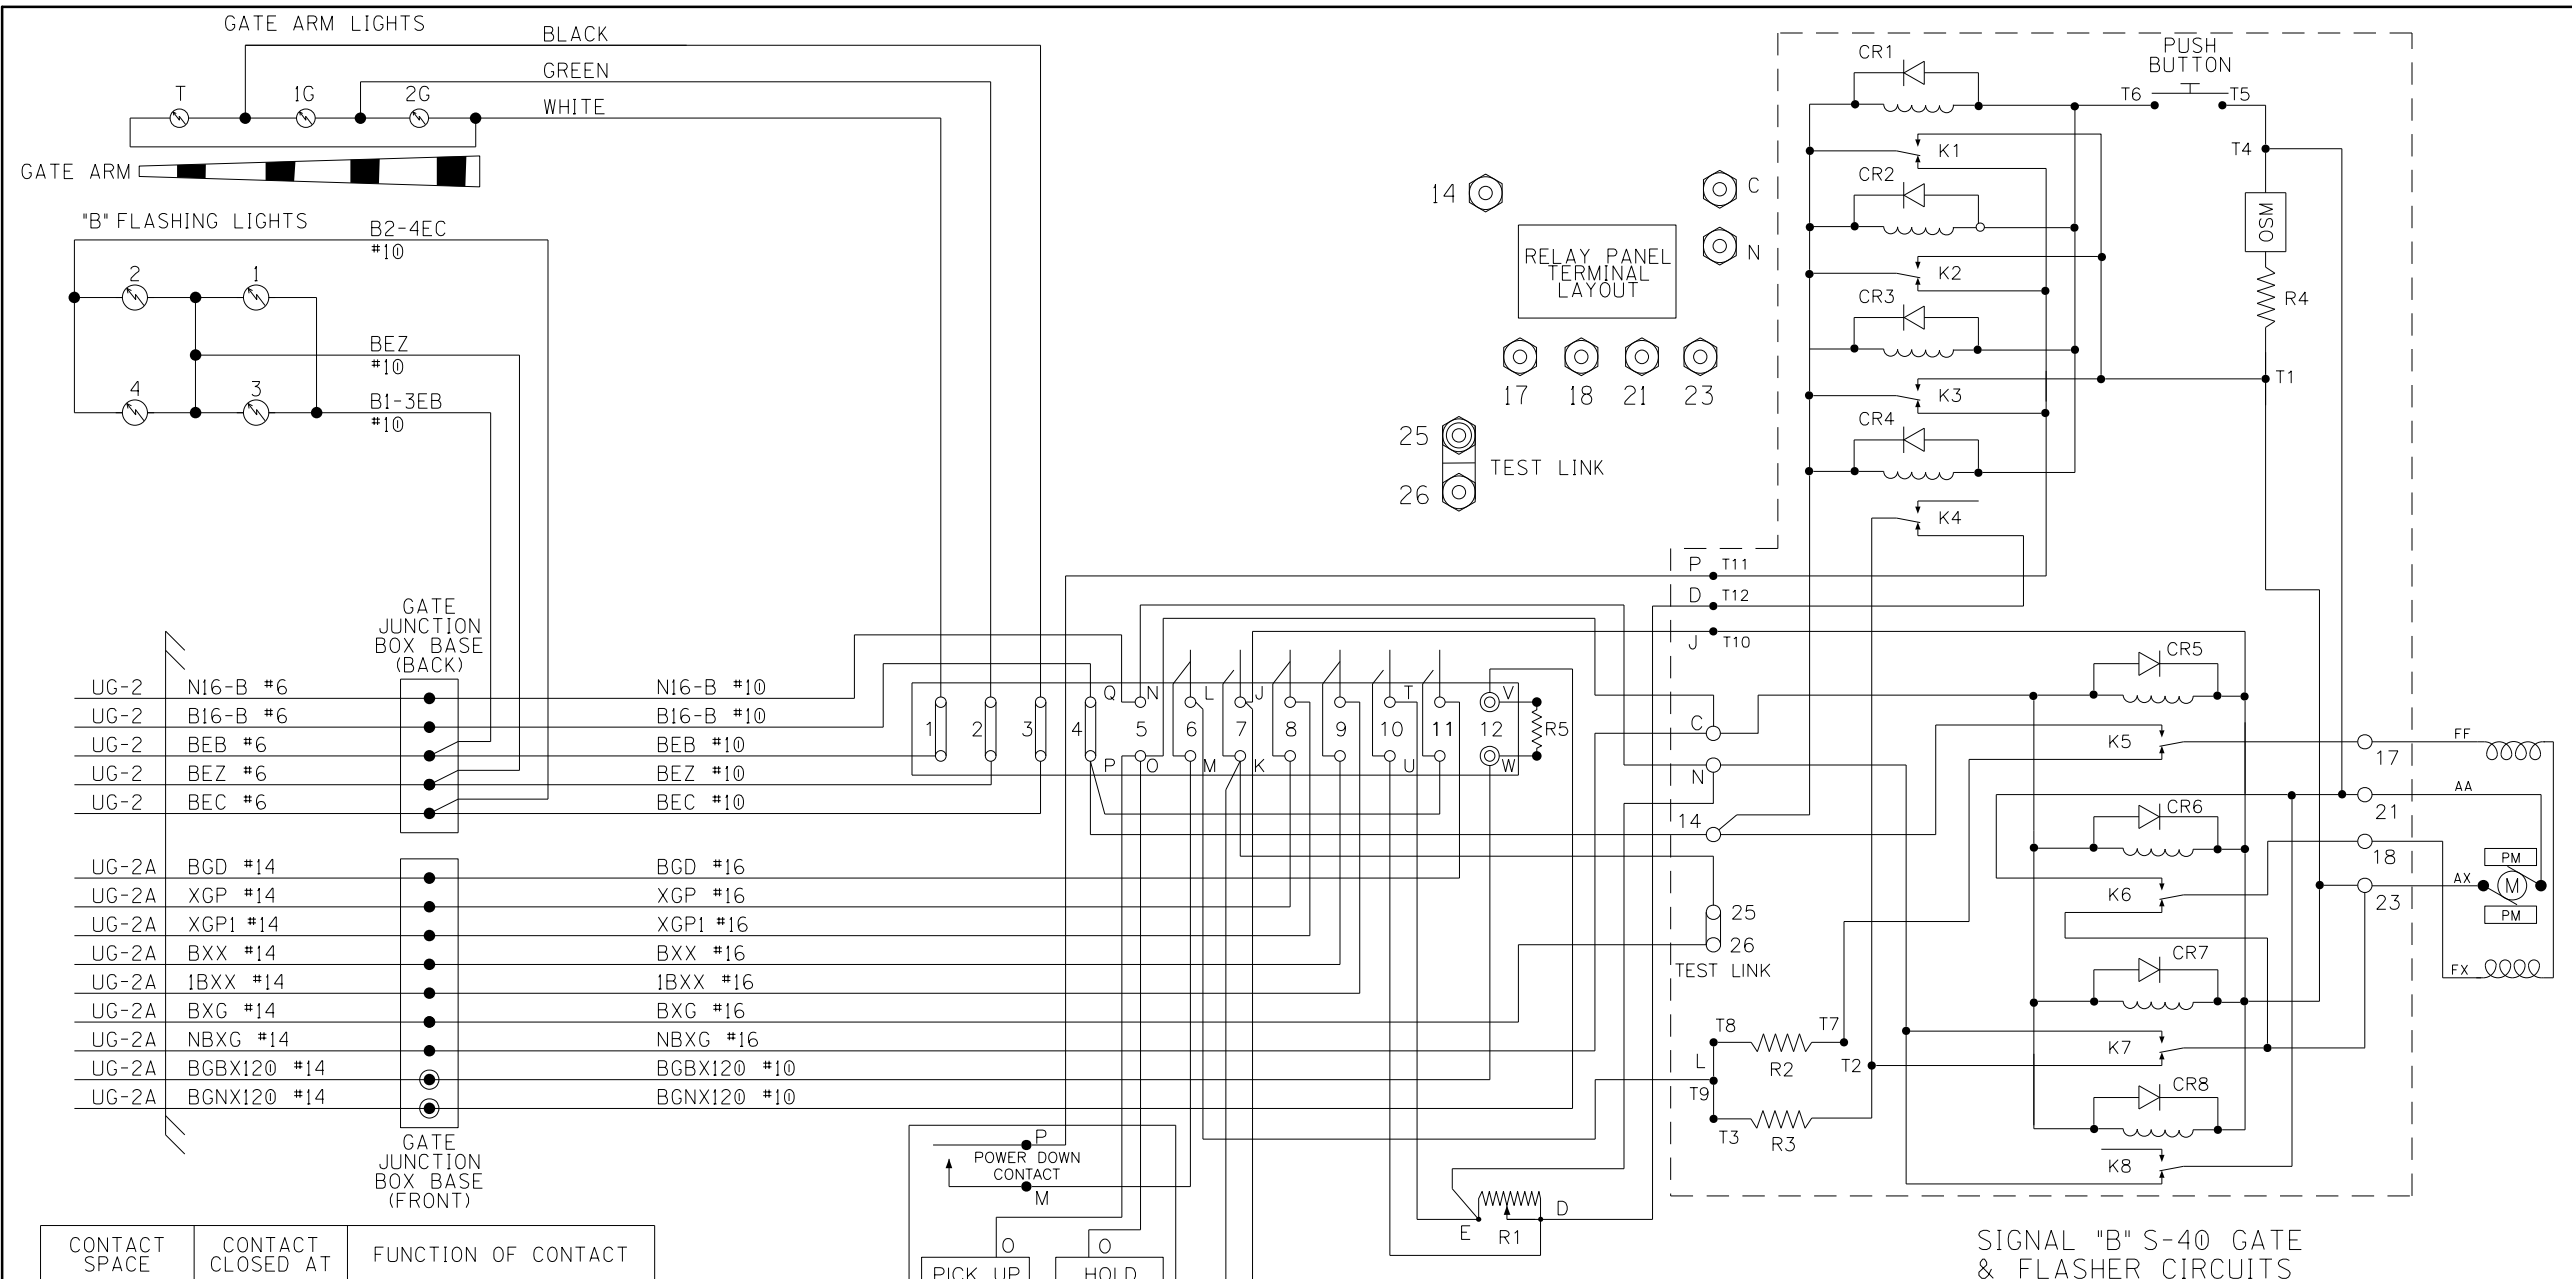 GATE ARM LIGHTS
BLACK
GREEN
WHITE
T
1G
2G
GATE ARM
"B" FLASHING LIGHTS
B2-4EC
#10
2
1
BEZ
#10
4
3
B1-3EB
#10
14
C
N
RELAY PANEL
TERMINAL
LAYOUT
17
18
21
23
25
26
TEST LINK
CR1
PUSH
BUTTON
T6
T5
K1
T4
CR2
OSM
K2
CR3
R4
K3
T1
CR4
K4
P
T11
D
T12
J
T10
GATE
JUNCTION
BOX BASE
(BACK)
UG-2
N16-B #6
N16-B #10
UG-2
B16-B #6
B16-B #10
UG-2
BEB #6
BEB #10
UG-2
BEZ #6
BEZ #10
UG-2
BEC #6
BEC #10
Q
N
L
J
T
V
1
2
3
4
5
6
7
8
9
10
11
12
R5
P
O
M
K
U
W
C
N
14
CR5
K5
17
FF
CR6
21
AA
18
K6
23
AX
PM
M
PM
FX
UG-2A
BGD #14
BGD #16
UG-2A
XGP #14
XGP #16
UG-2A
XGP1 #14
XGP1 #16
UG-2A
BXX #14
BXX #16
UG-2A
1BXX #14
1BXX #16
UG-2A
BXG #14
BXG #16
UG-2A
NBXG #14
NBXG #16
UG-2A
BGBX120 #14
BGBX120 #10
UG-2A
BGNX120 #14
BGNX120 #10
25
26
TEST LINK
CR7
K7
T8
T7
L
R2
T2
T9
T3
R3
CR8
K8
GATE
JUNCTION
BOX BASE
(FRONT)
P
POWER DOWN
CONTACT
M
O
O
PICK UP
HOLD
E
R1
D
CONTACT
SPACE
CONTACT
CLOSED AT
FUNCTION OF CONTACT
SIGNAL "B" S-40 GATE
& FLASHER CIRCUITS